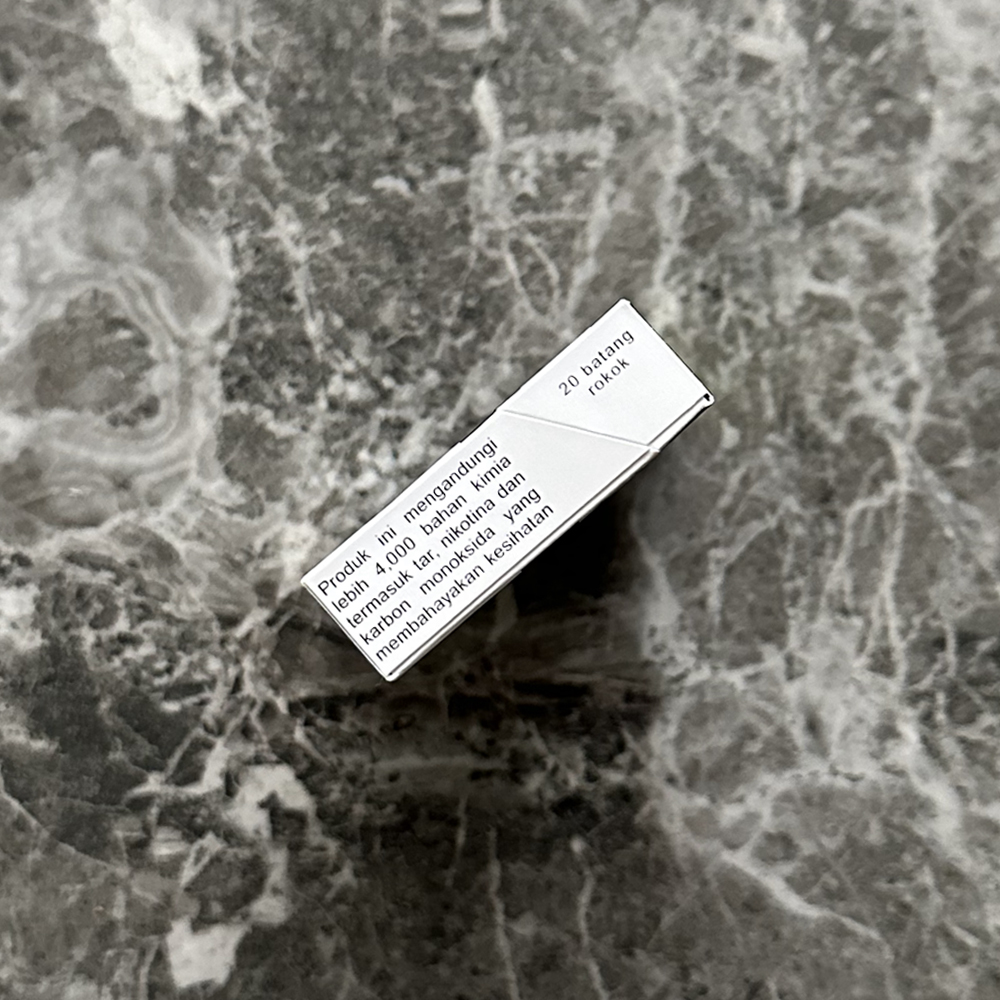 20 batang
rokok
Produk ini mengandungi
lebih 4,000 bahan kimia
termasuk tar, nikotina dan
karbon monoksida yang
membahayakan kesihatan